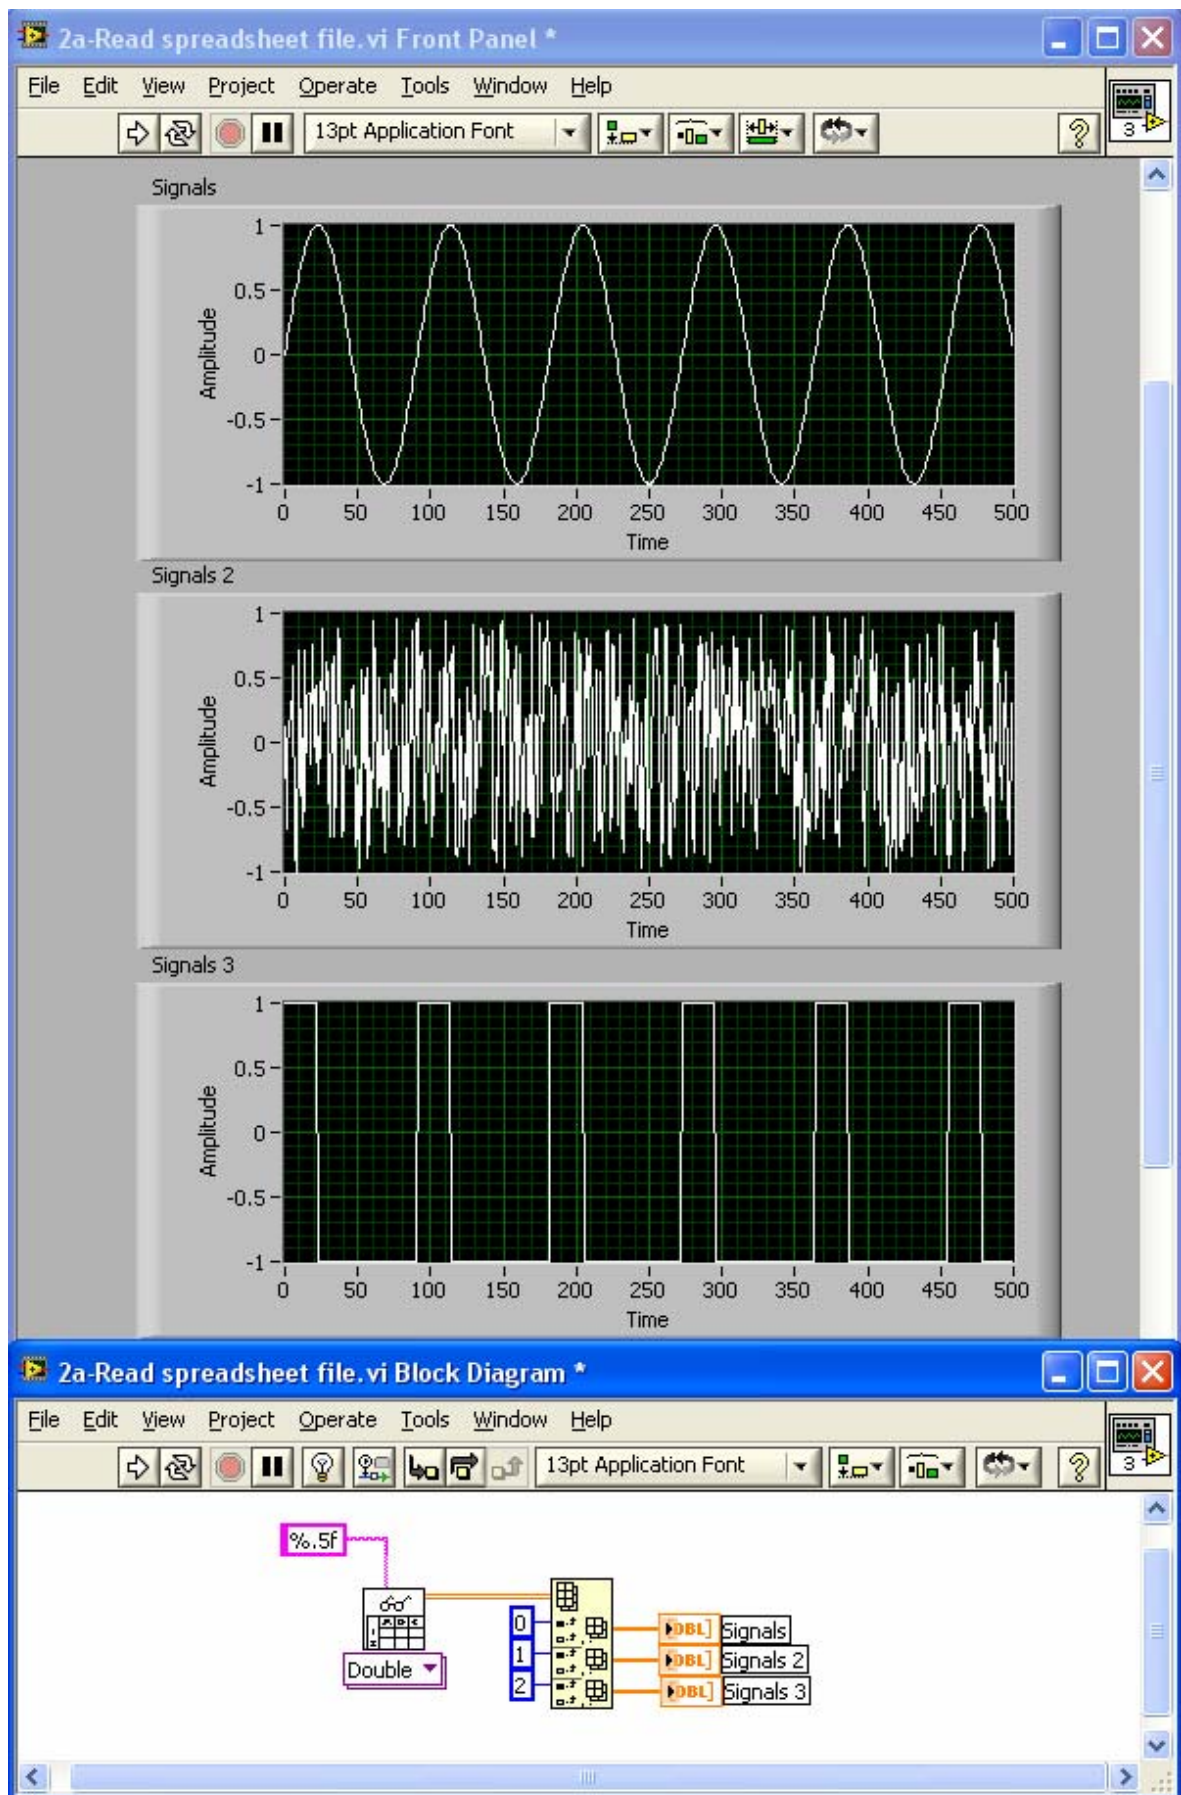 2a-Read spreadsheet file.vi Front Panel *
File Edit View Project Operate Tools Window Help
13pt Application Font
3
Signals
1
0.5
0
-0.5
-1
Amplitude
0 50 100 150 200 250 300 350 400 450 500
Time
Signals 2
1
0.5
0
-0.5
-1
Amplitude
0 50 100 150 200 250 300 350 400 450 500
Time
Signals 3
1
0.5
0
-0.5
-1
Amplitude
0 50 100 150 200 250 300 350 400 450 500
Time
2a-Read spreadsheet file.vi Block Diagram *
File Edit View Project Operate Tools Window Help
13pt Application Font
3
%.5f
Double
0
1
2
DBL] Signals
DBL] Signals 2
DBL] Signals 3